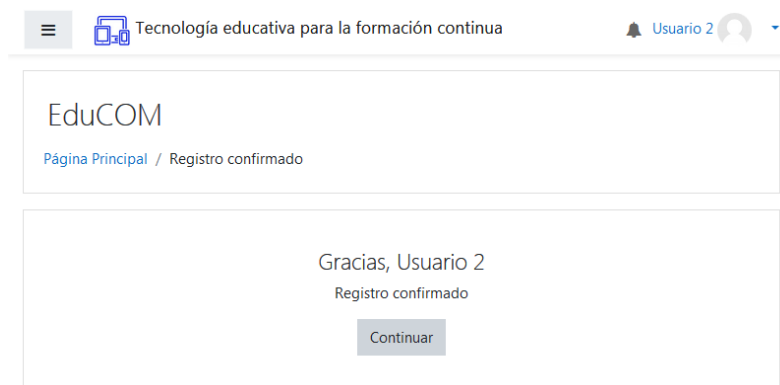 Tecnología educativa para la formación continua
Usuario 2
EduCOM
Página Principal / Registro confirmado
Gracias, Usuario 2
Registro confirmado
Continuar